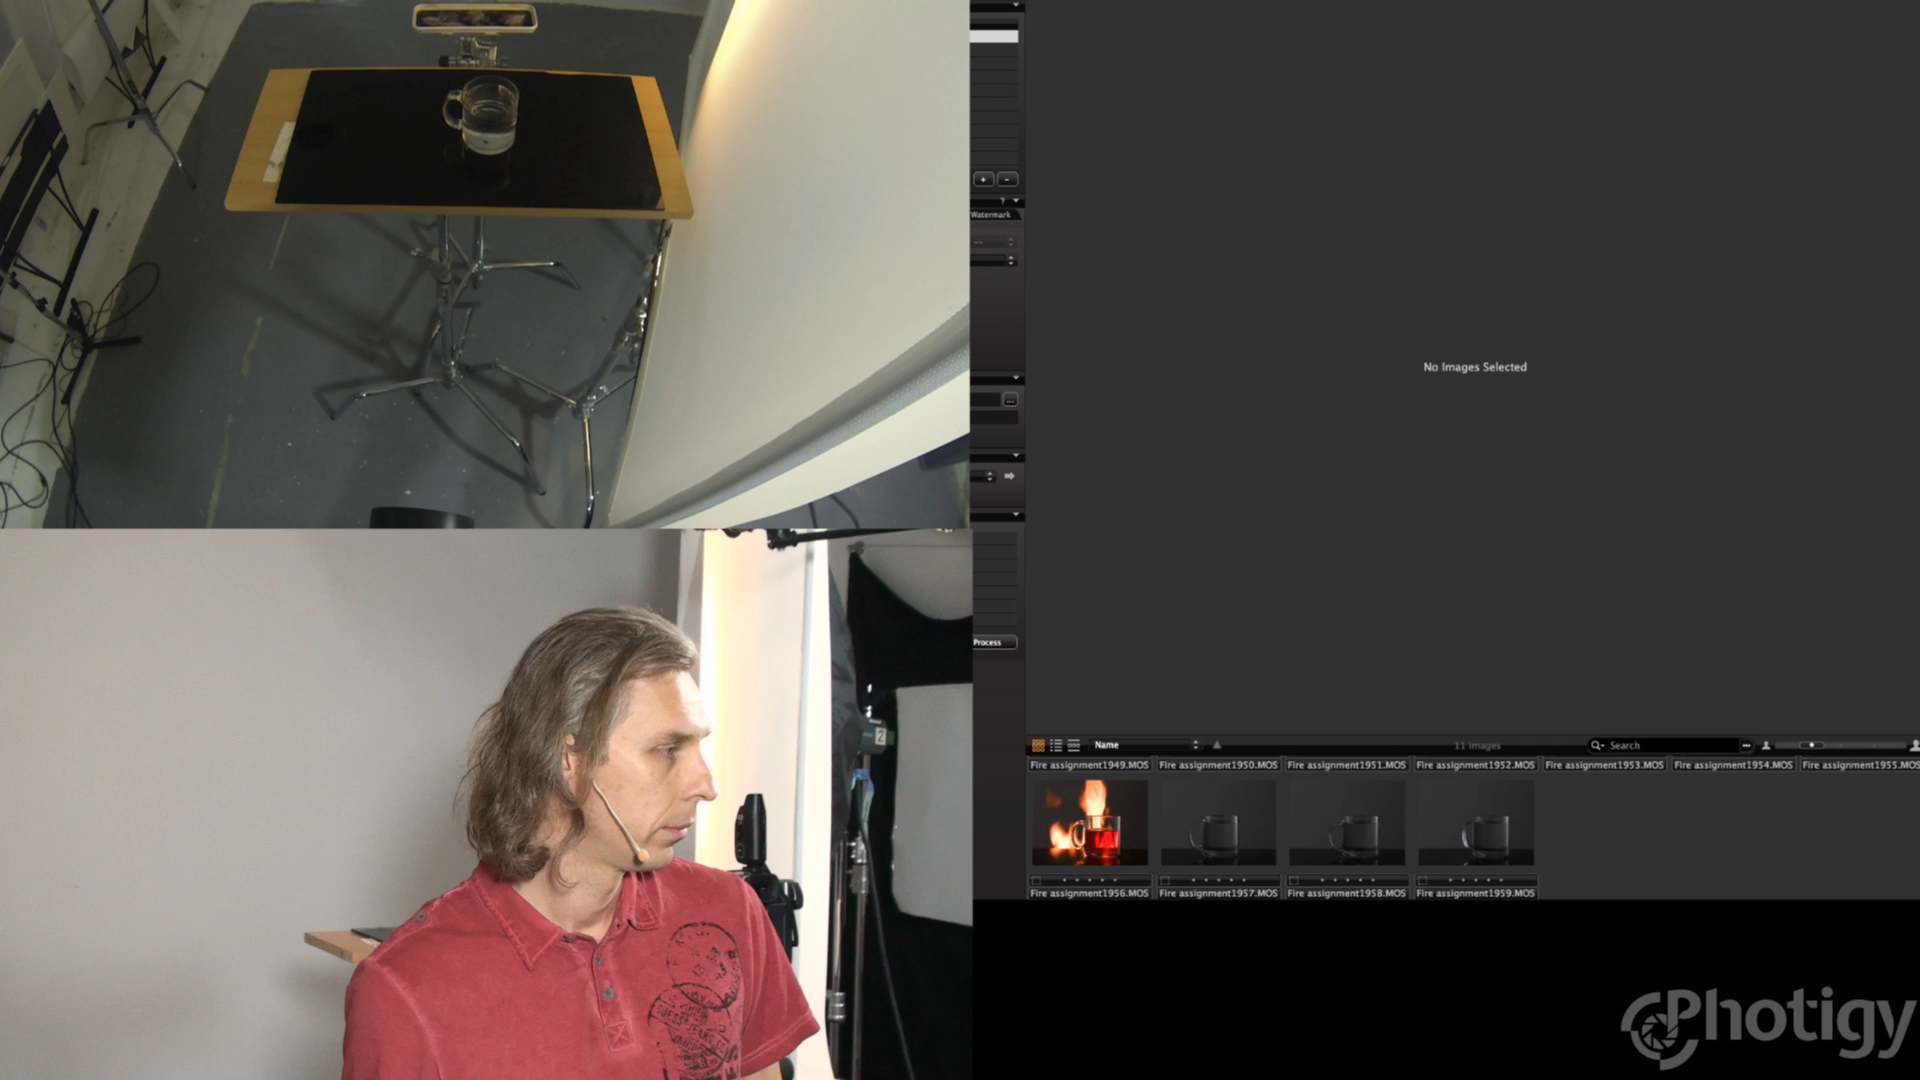 + -
?
Watermark
...
No Images Selected
Process
2
Name
11 images
Search
Fire assignment1949.MOS Fire assignment1950.MOS Fire assignment1951.MOS Fire assignment1952.MOS Fire assignment1953.MOS Fire assignment1954.MOS Fire assignment1955.MOS
Fire assignment1956.MOS Fire assignment1957.MOS Fire assignment1958.MOS Fire assignment1959.MOS
Photigy